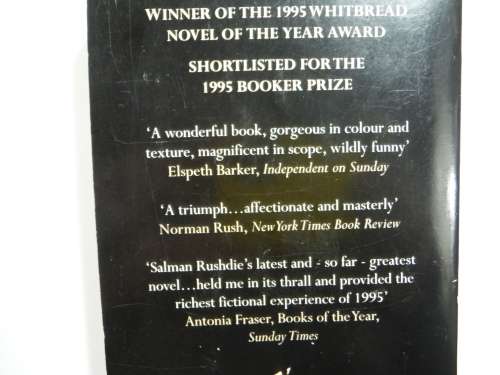 WINNER OF THE 1995 WHITBREAD
NOVEL OF THE YEAR AWARD
SHORTLISTED FOR THE
1995 BOOKER PRIZE
‘A wonderful book, gorgeous in colour and
texture, magnificent in scope, wildly funny’
Elspeth Barker, Independent on Sunday
‘A triumph…affectionate and masterly’
Norman Rush, New York Times Book Review
‘Salman Rushdie’s latest and - so far - greatest
novel…held me in its thrall and provided the
richest fictional experience of 1995’
Antonia Fraser, Books of the Year,
Sunday Times